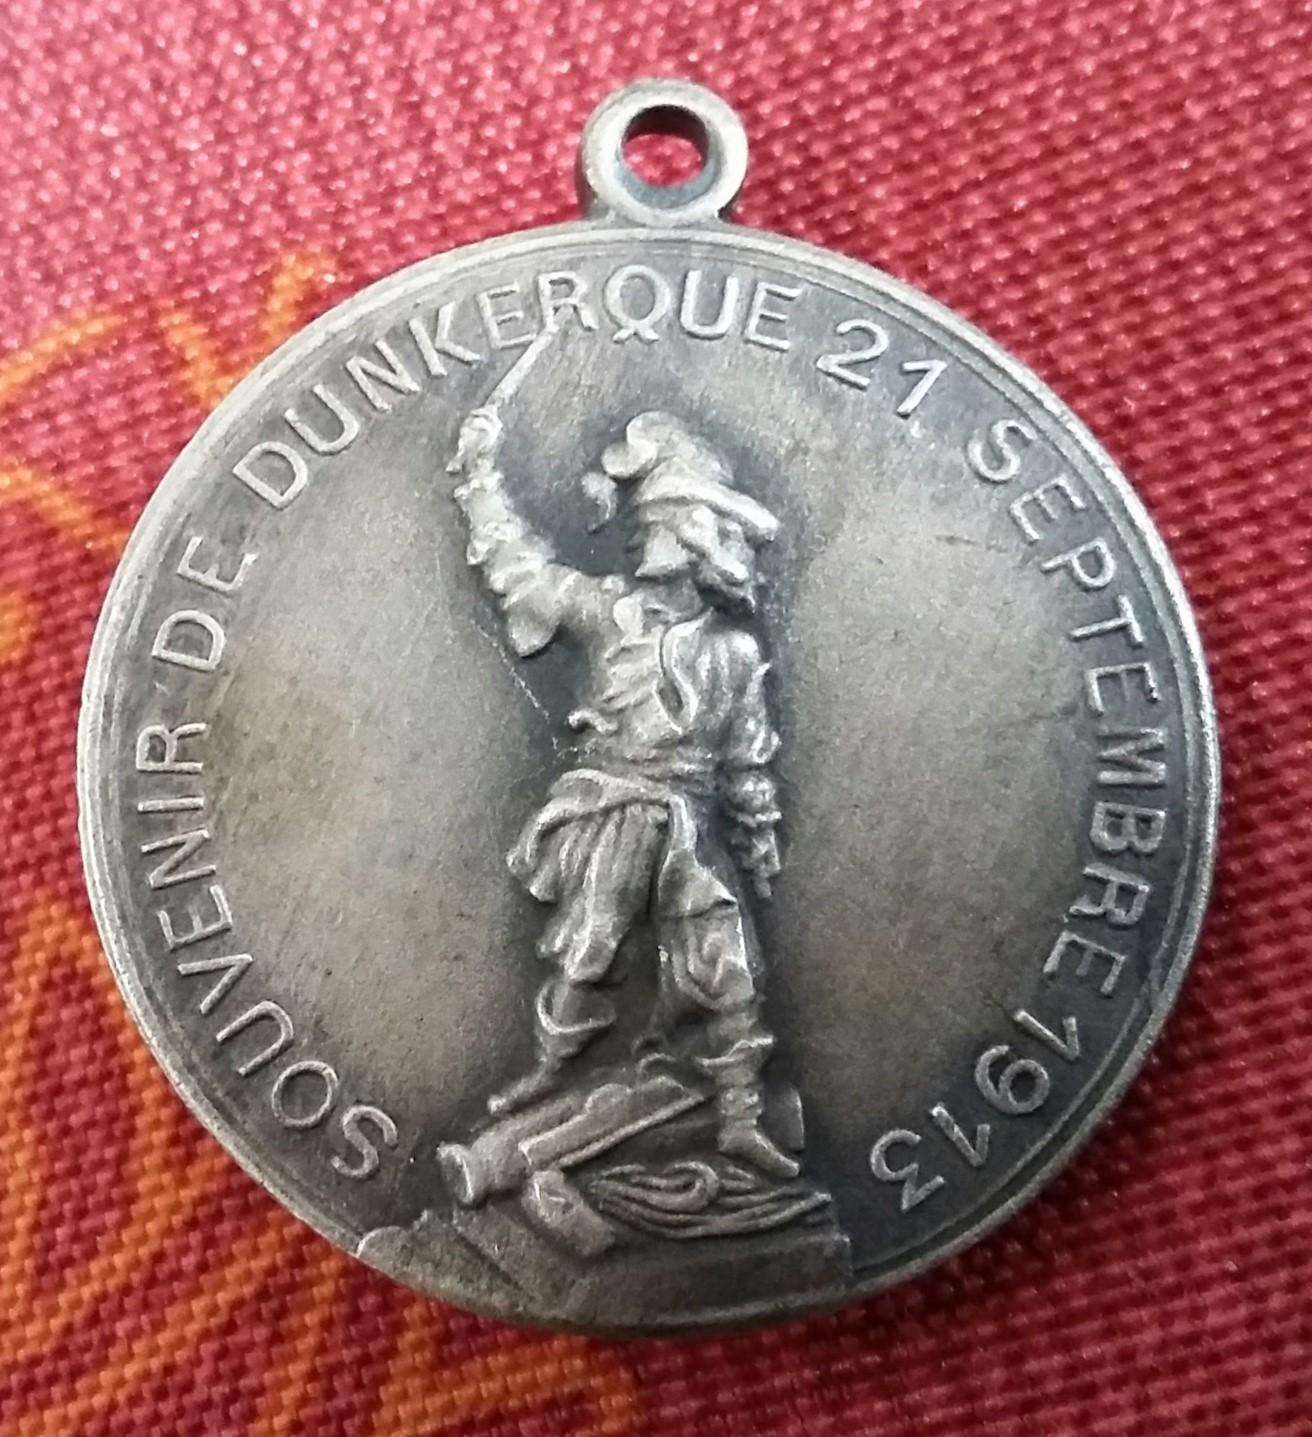 SOUVENIR DE DUNKERQUE 21. SEPTEMBRE 1913